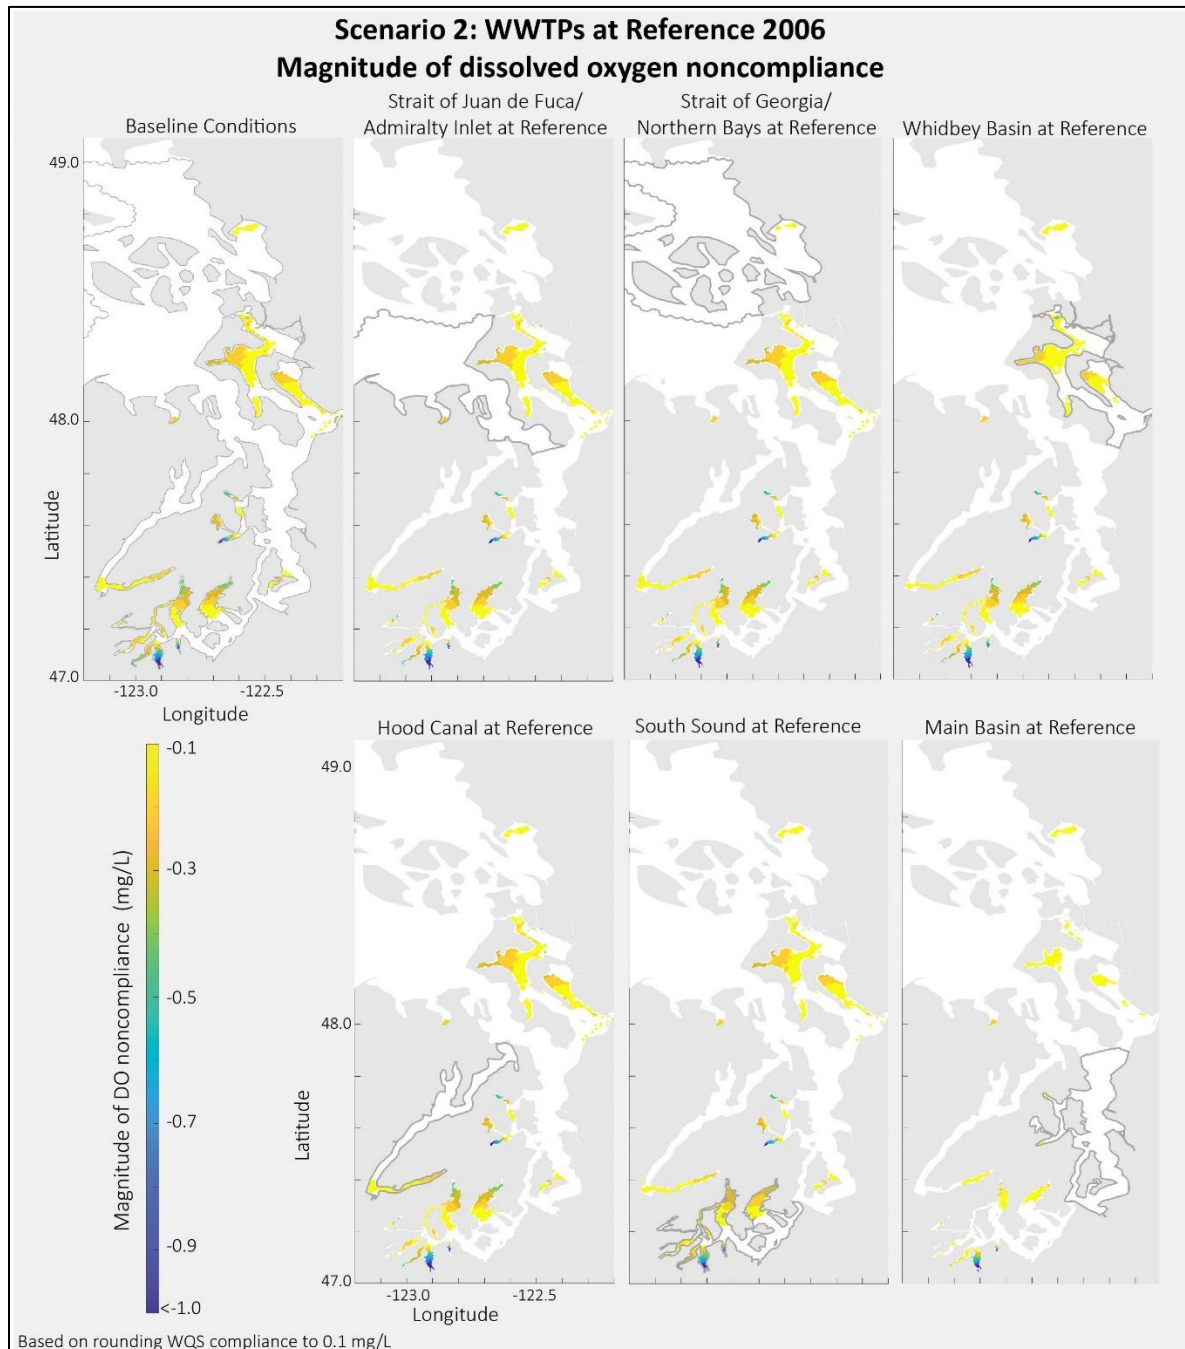 Scenario 2: WWTPs at Reference 2006
Magnitude of dissolved oxygen noncompliance
Baseline Conditions
Strait of Juan de Fuca/
Admiralty Inlet at Reference
Strait of Georgia/
Northern Bays at Reference
Whidbey Basin at Reference
49.0
48.0
47.0
Latitude
-123.0
-122.5
Longitude
Hood Canal at Reference
South Sound at Reference
Main Basin at Reference
49.0
48.0
47.0
Latitude
-123.0
-122.5
Longitude
Magnitude of DO noncompliance (mg/L)
-0.1
-0.3
-0.5
-0.7
-0.9
<-1.0
Based on rounding WQS compliance to 0.1 mg/L